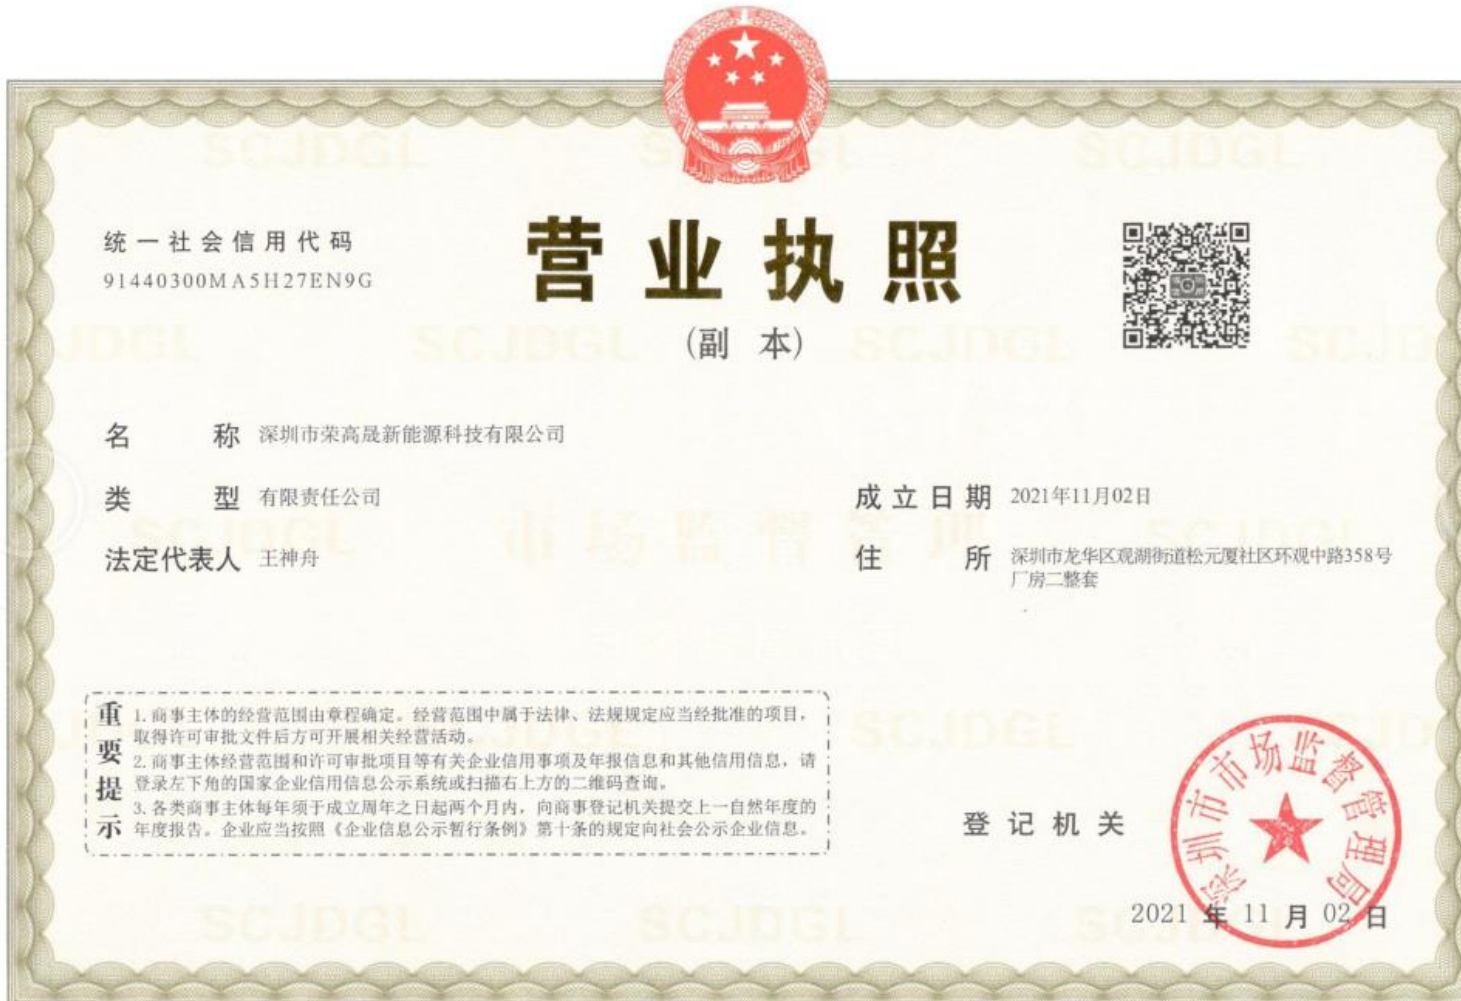 统一社会信用代码
91440300MA5H27EN9G
营业执照
(副 本)
名 称 深圳市荣高晟新能源科技有限公司
类 型 有限责任公司
成立日期 2021年11月02日
法定代表人 王神舟
住 所 深圳市龙华区观湖街道松元厦社区环观中路358号
厂房二整套
重要提示
1. 商事主体的经营范围由章程确定。经营范围中属于法律、法规规定应当经批准的项目，
取得许可审批文件后方可开展相关经营活动。
2. 商事主体经营范围和许可审批项目等有关企业信用事项及年报信息和其他信用信息，请
登录左下角的国家企业信用信息公示系统或扫描右上方的二维码查询。
3. 各类商事主体每年须于成立周年之日起两个月内，向商事登记机关提交上一自然年度的
年度报告。企业应当按照《企业信息公示暂行条例》第十条的规定向社会公示企业信息。
登记机关
深圳市市场监督管理局
2021 年 11 月 02 日
SCJDGL
市场监督管理